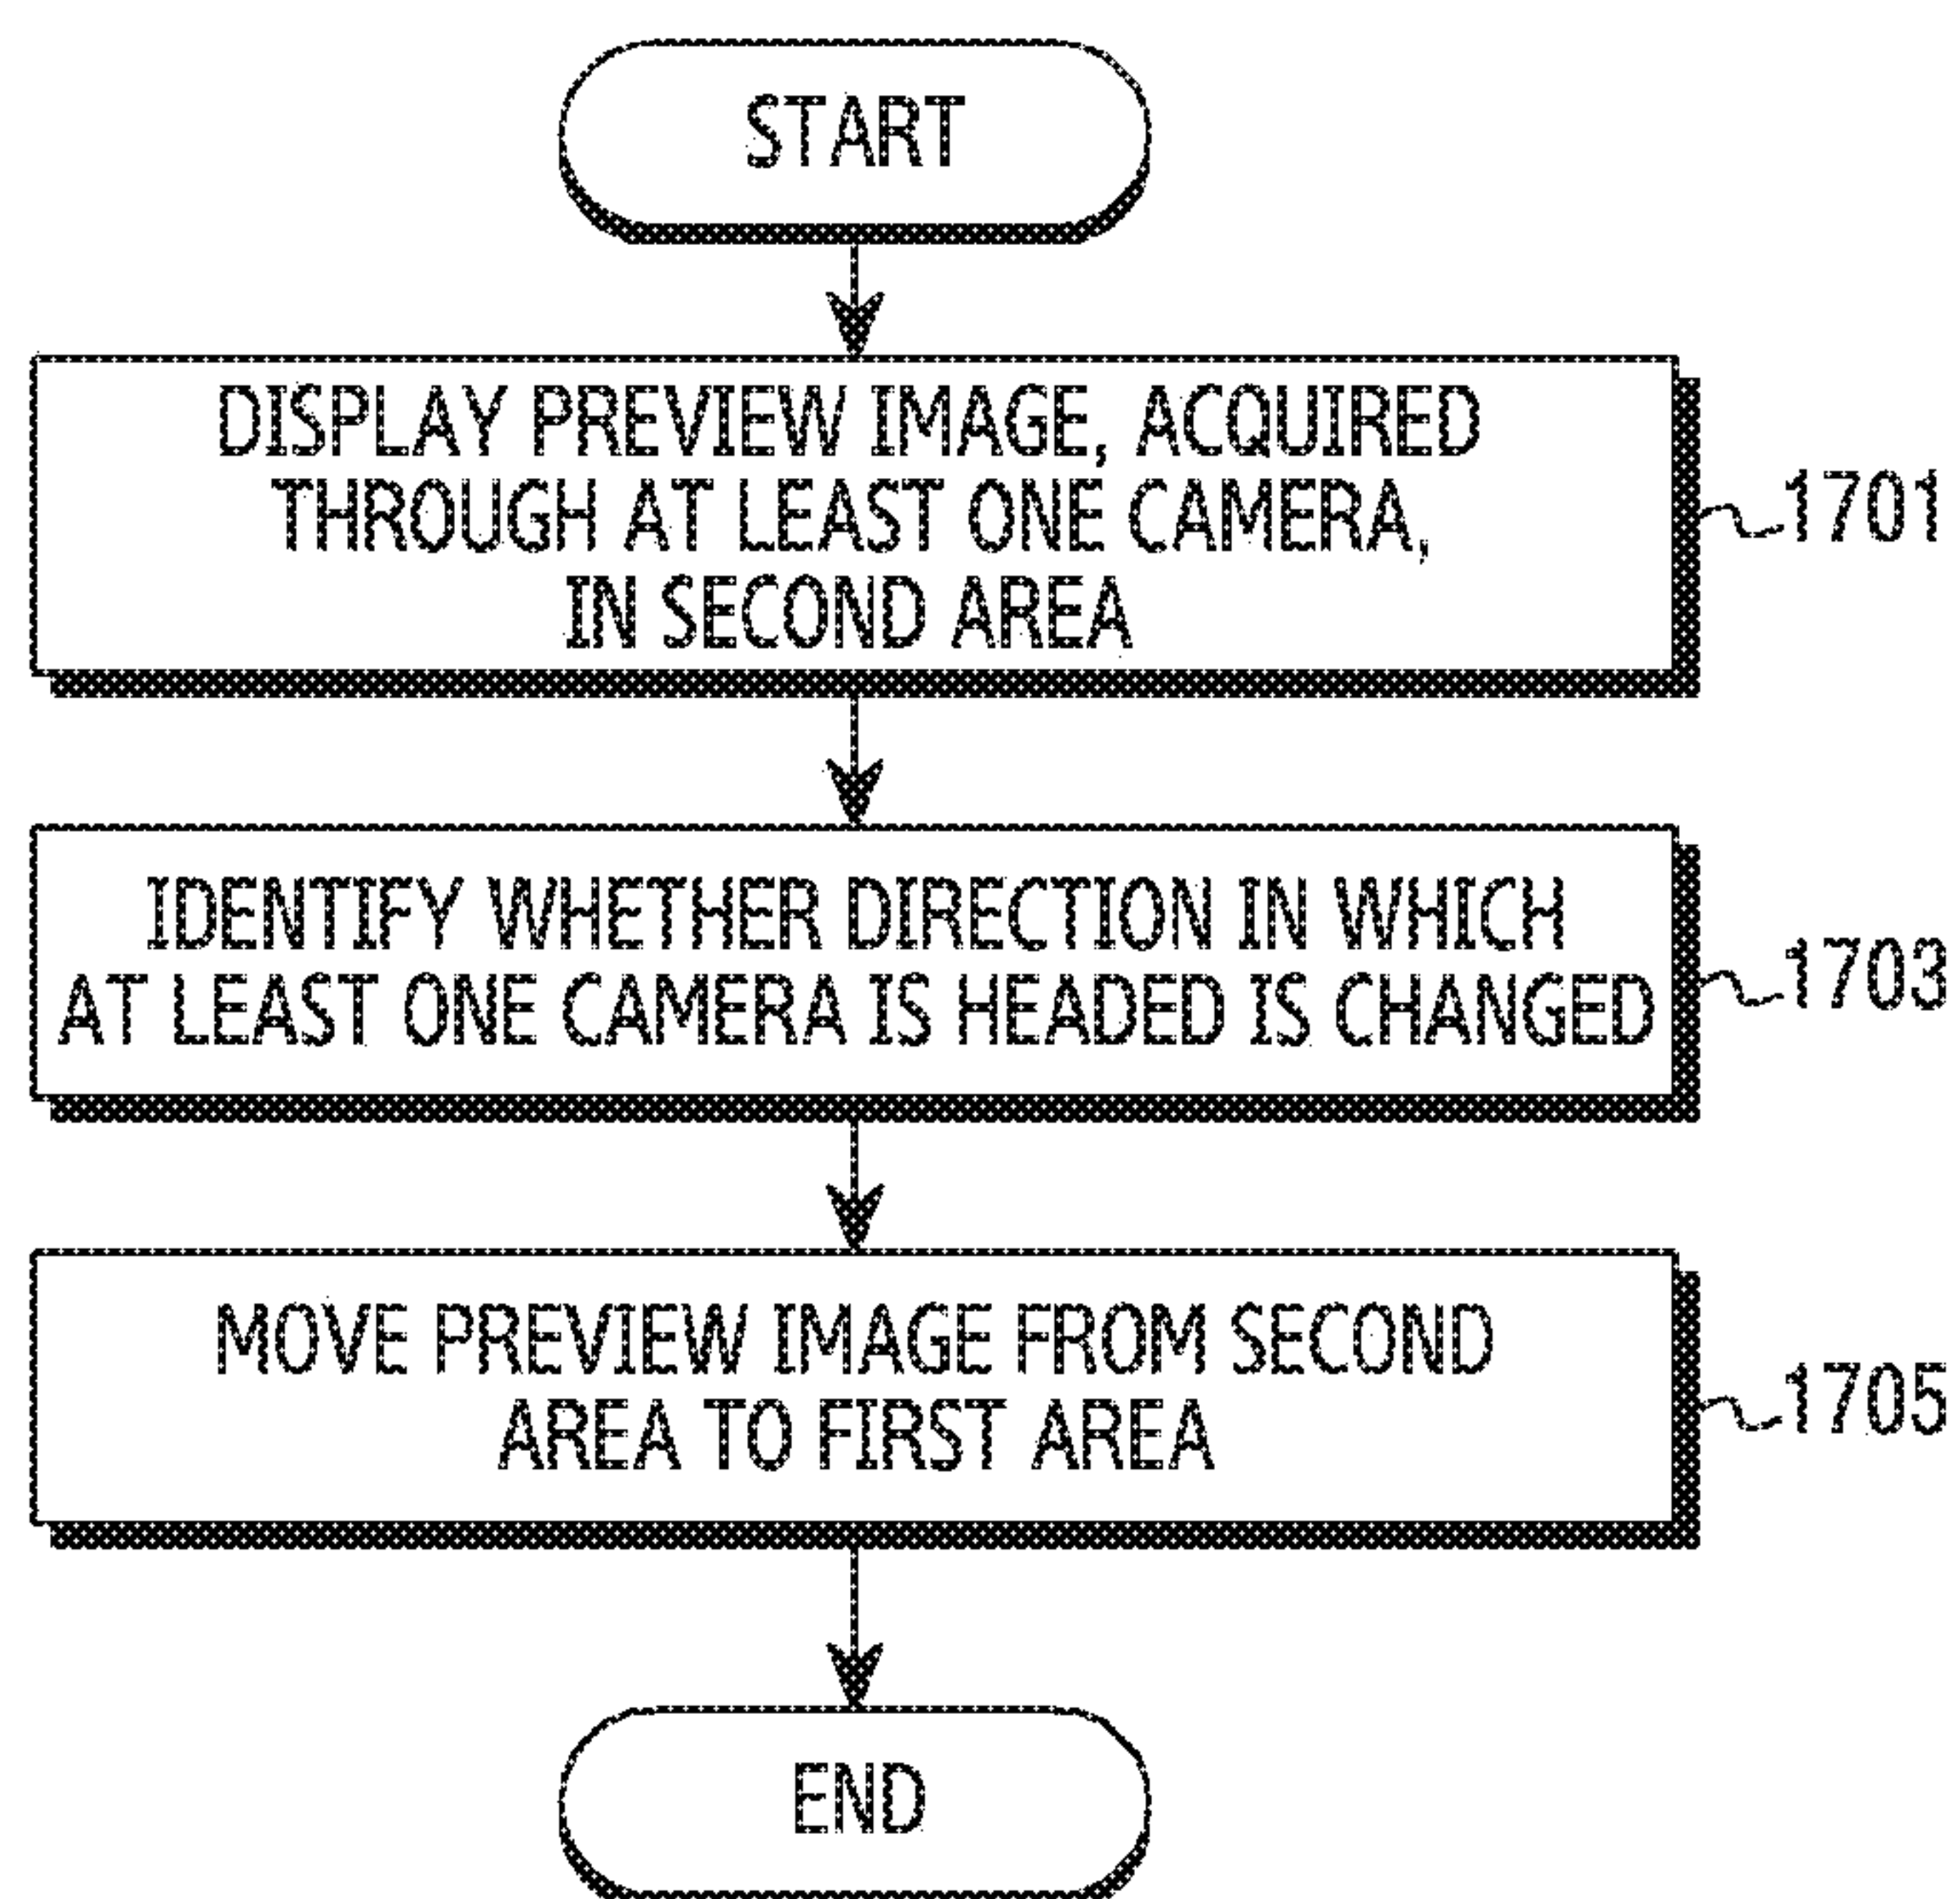 START
DISPLAY PREVIEW IMAGE, ACQUIRED
THROUGH AT LEAST ONE CAMERA,
IN SECOND AREA
1701
IDENTIFY WHETHER DIRECTION IN WHICH
AT LEAST ONE CAMERA IS HEADED IS CHANGED
1703
MOVE PREVIEW IMAGE FROM SECOND
AREA TO FIRST AREA
1705
END